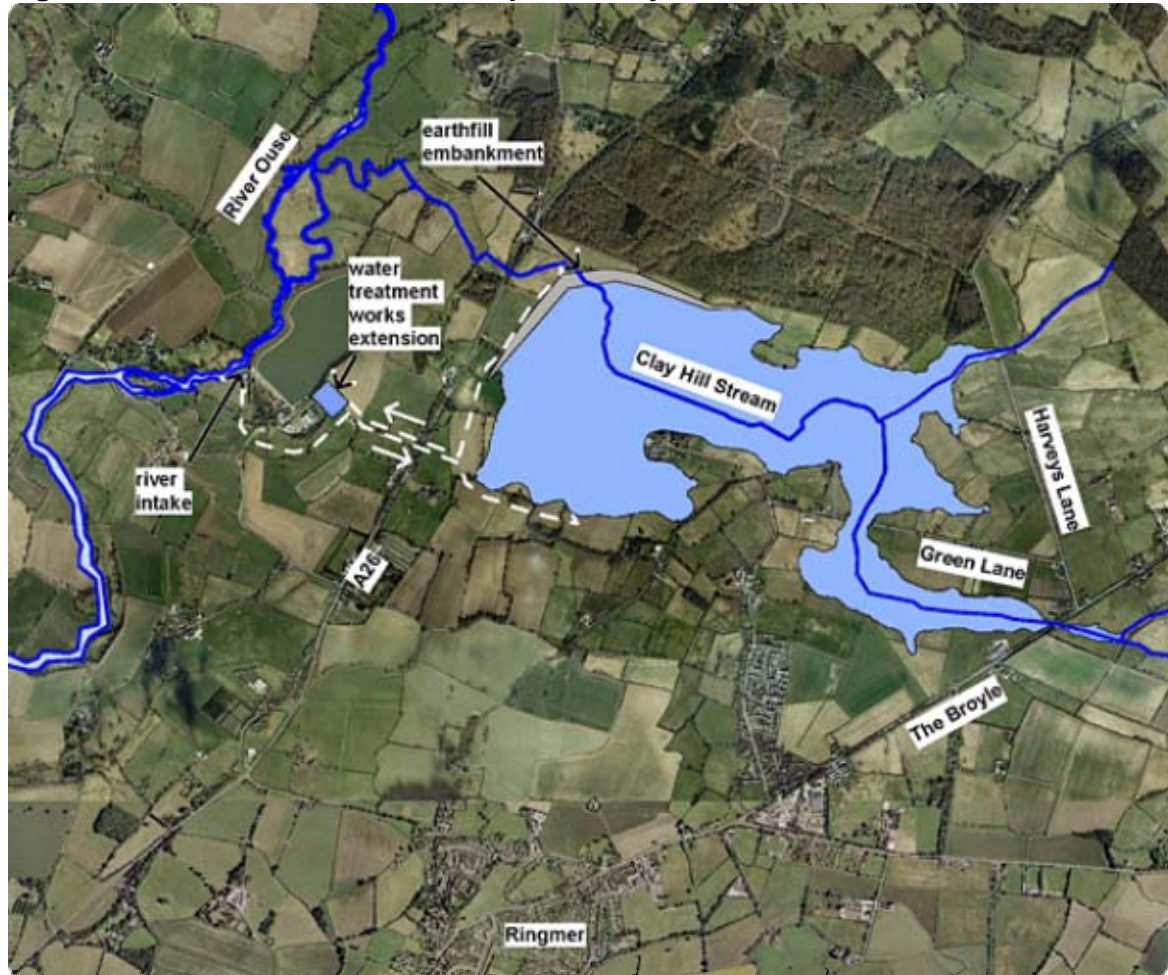 earthfill
embankment
River Ouse
water
treatment
works
extension
Clay Hill Stream
Harveys Lane
river
intake
A26
Green Lane
The Broyle
Ringmer